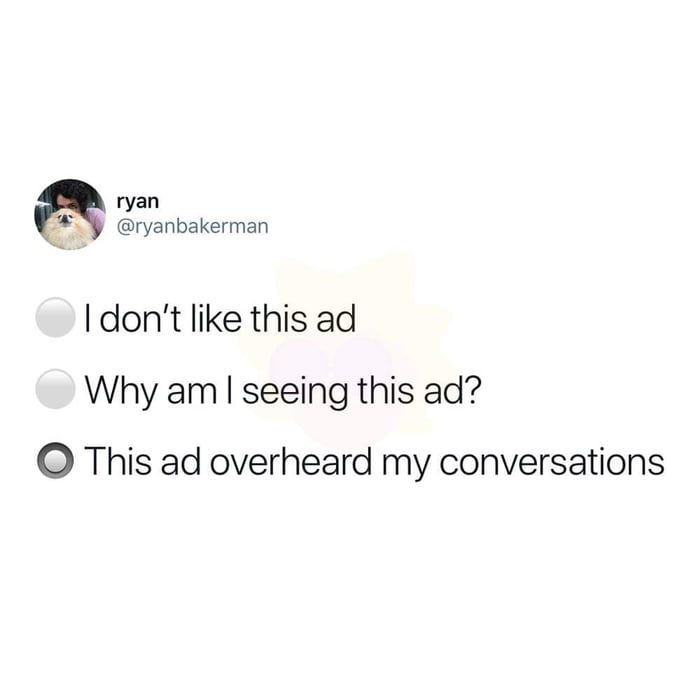 ryan
@ryanbakerman
I don't like this ad
Why am I seeing this ad?
This ad overheard my conversations